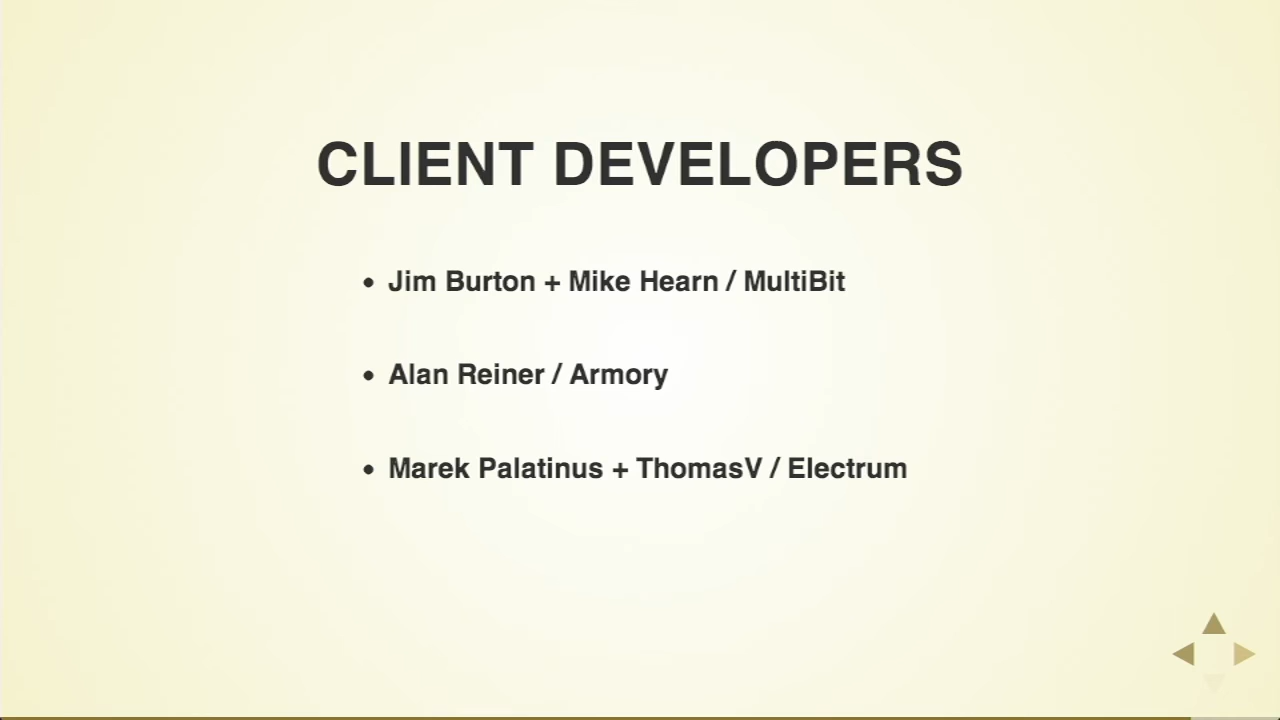 CLIENT DEVELOPERS
• Jim Burton + Mike Hearn / MultiBit
• Alan Reiner / Armory
• Marek Palatinus + ThomasV / Electrum